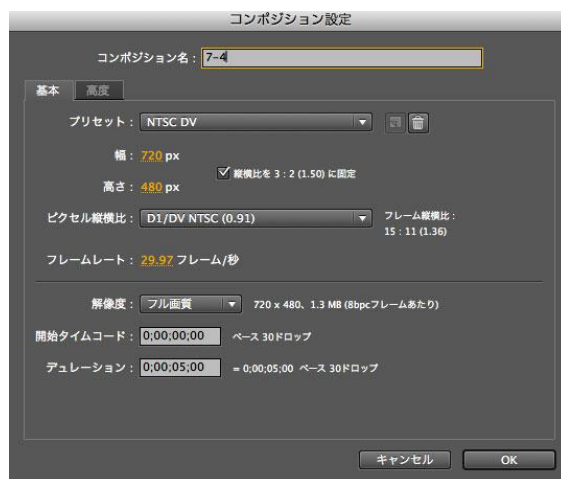 コンポジション設定
コンポジション名 : 7-4
基本 高度
プリセット : NTSC DV
幅 : 720 px
縦横比を 3 : 2 (1.50) に固定
高さ : 480 px
ピクセル縦横比 : D1/DV NTSC (0.91) フレーム縦横比 :
15 : 11 (1.36)
フレームレート : 29.97 フレーム/秒
解像度 : フル画質 720 x 480、1.3 MB (8bpcフレームあたり)
開始タイムコード : 0;00;00;00 ベース 30ドロップ
デュレーション : 0;00;05;00 = 0;00;05;00 ベース 30ドロップ
キャンセル OK